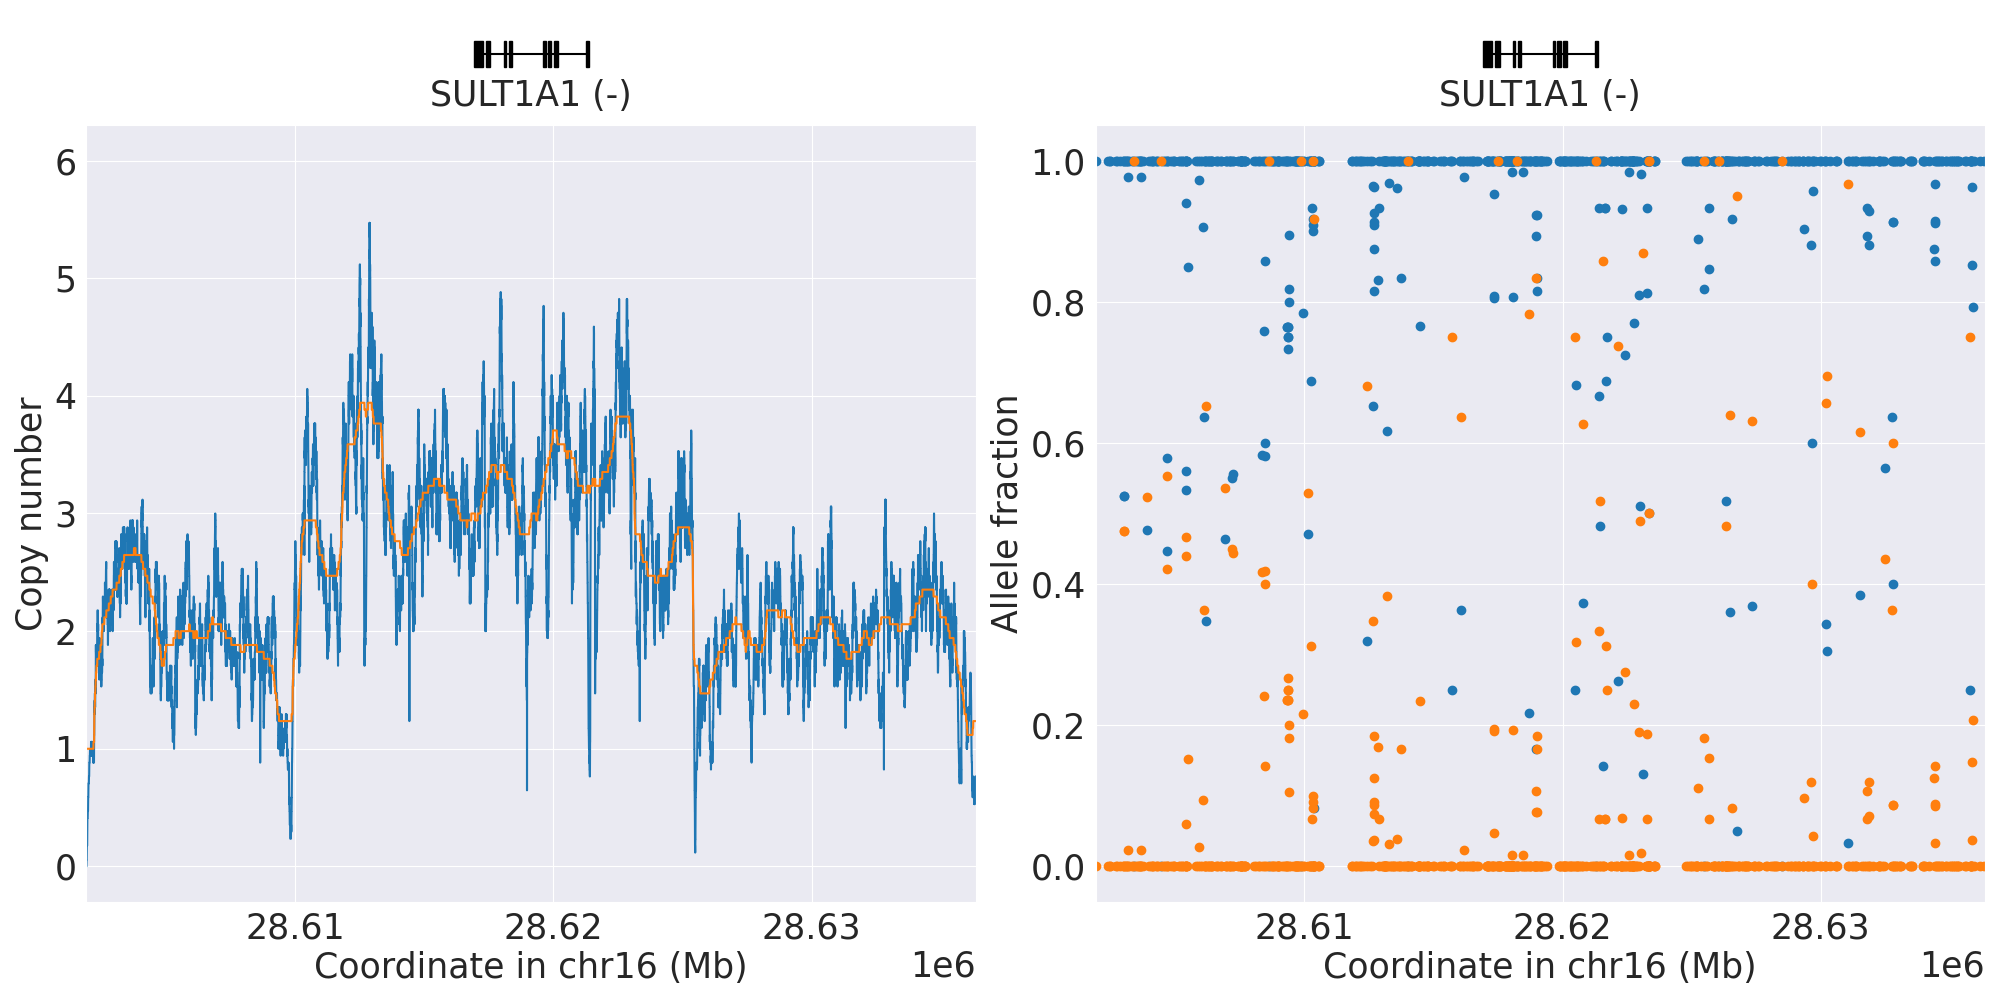 SULT1A1 (-)
6
5
4
3
2
1
0
Copy number
28.61
28.62
28.63
Coordinate in chr16 (Mb)
1e6
SULT1A1 (-)
1.0
0.8
0.6
0.4
0.2
0.0
Allele fraction
28.61
28.62
28.63
Coordinate in chr16 (Mb)
1e6